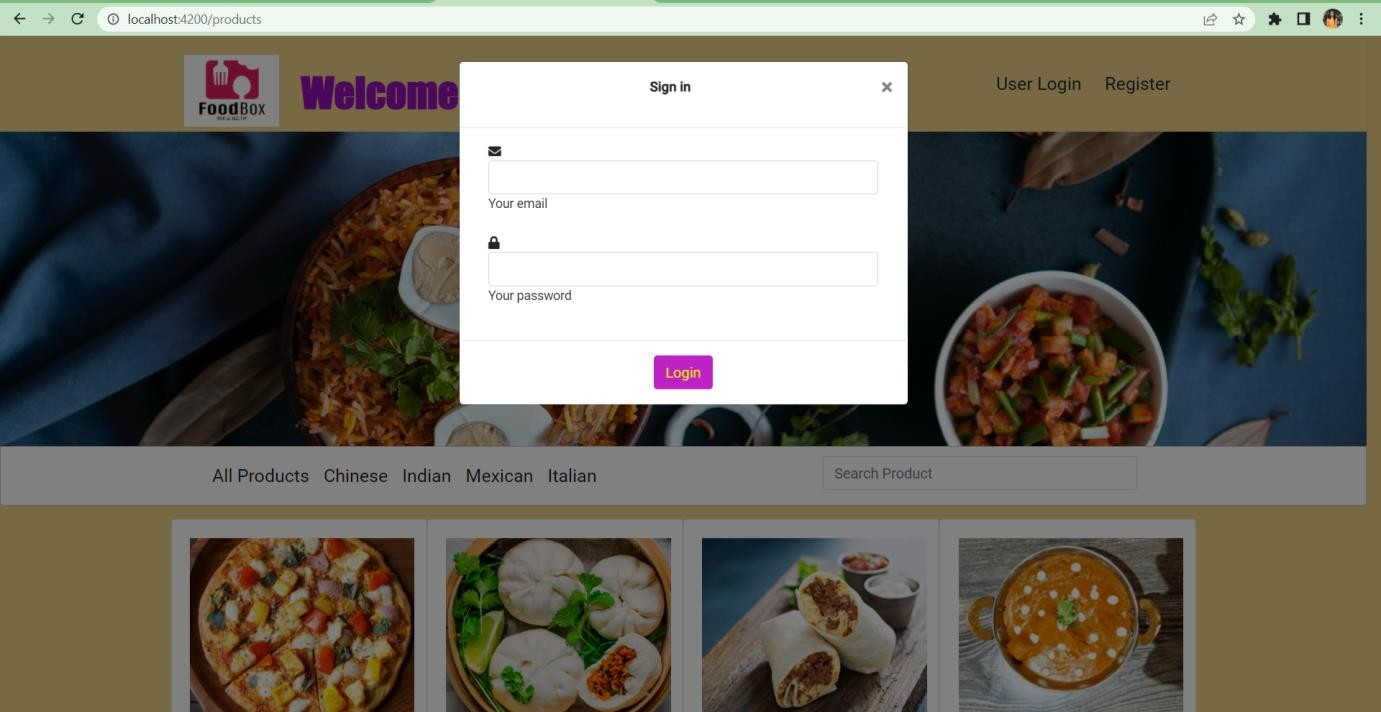 localhost:4200/products
FoodBox
Welcome
User Login Register
Sign in
Your email
Your password
Login
All Products Chinese Indian Mexican Italian
Search Product